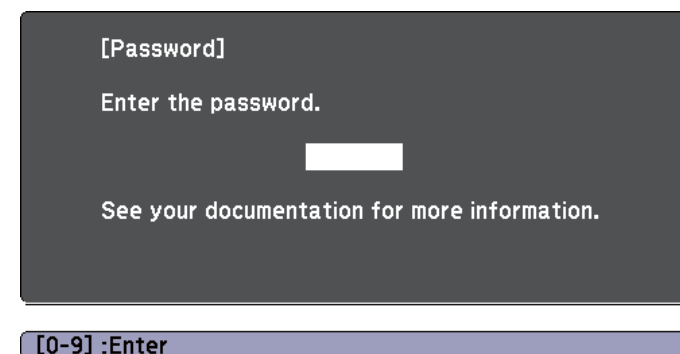 [Password]
Enter the password.
See your documentation for more information.
[0-9] :Enter